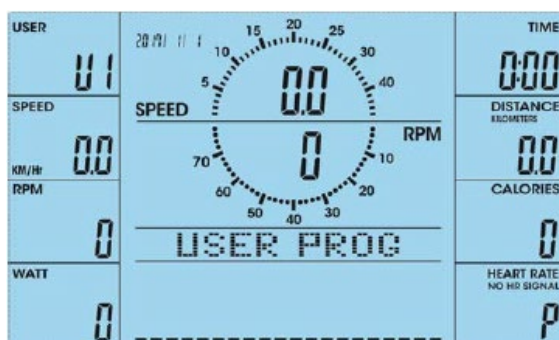 USER
U 1
SPEED
KM/Hr 0.0
RPM
0
WATT
0
2019/ 1/ 1
5 10 15 20 25 30 40
SPEED 0.0
RPM 0
70 60 50 40 30 20 10
USER PROG
TIME
0:00
DISTANCE
KILOMETERS
0.0
CALORIES
0
HEART RATE
NO HR SIGNAL
P